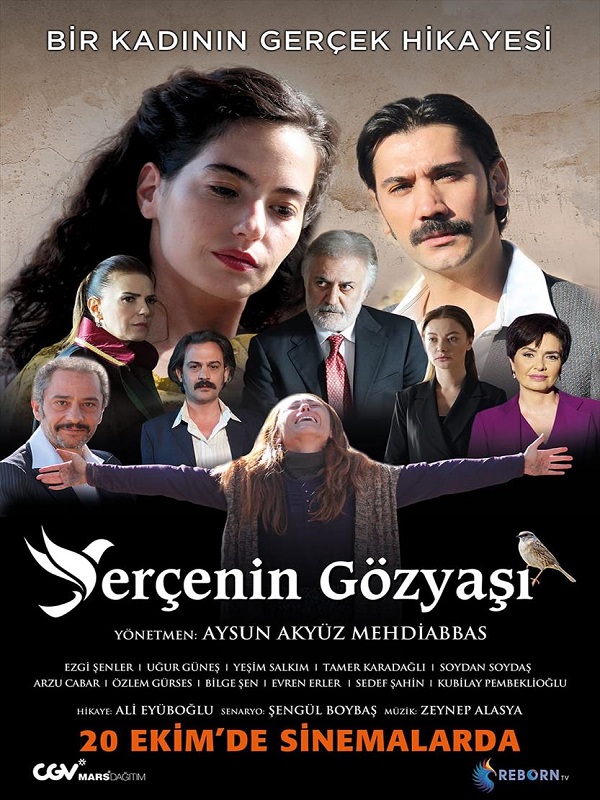 BİR KADININ GERÇEK HİKAYESİ
Serçenin Gözyaşı
YÖNETMEN: AYSUN AKYÜZ MEHDİABBAS
EZGİ ŞENLER | UĞUR GÜNEŞ | YEŞİM SALKIM | TAMER KARADAĞLI | SOYDAN SOYDAŞ
ARZU CABAR | ÖZLEM GÜRSES | BİLGE ŞEN | EVREN ERLER | SEDEF ŞAHİN | KUBİLAY PEMBEKLİOĞLU
HİKAYE: ALİ EYÜBOĞLU SENARYO: ŞENGÜL BOYBAŞ MÜZİK: ZEYNEP ALASYA
20 EKİM'DE SİNEMALARDA
CGV MARS DAĞITIM
REBORN TV